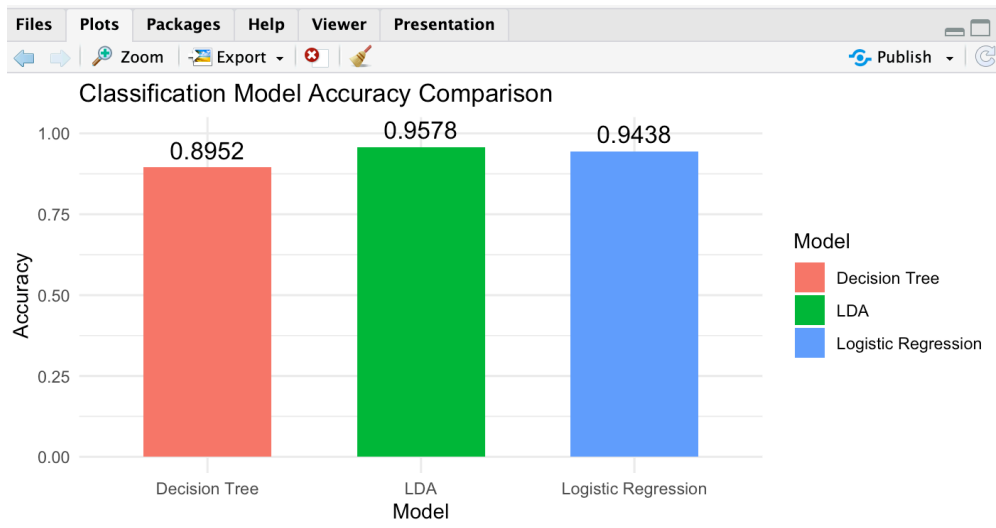 Files Plots Packages Help Viewer Presentation
Zoom Export Publish
Classification Model Accuracy Comparison
1.00
0.75
0.50
0.25
0.00
Accuracy
0.8952
0.9578
0.9438
Decision Tree LDA Logistic Regression
Model
Model
Decision Tree
LDA
Logistic Regression